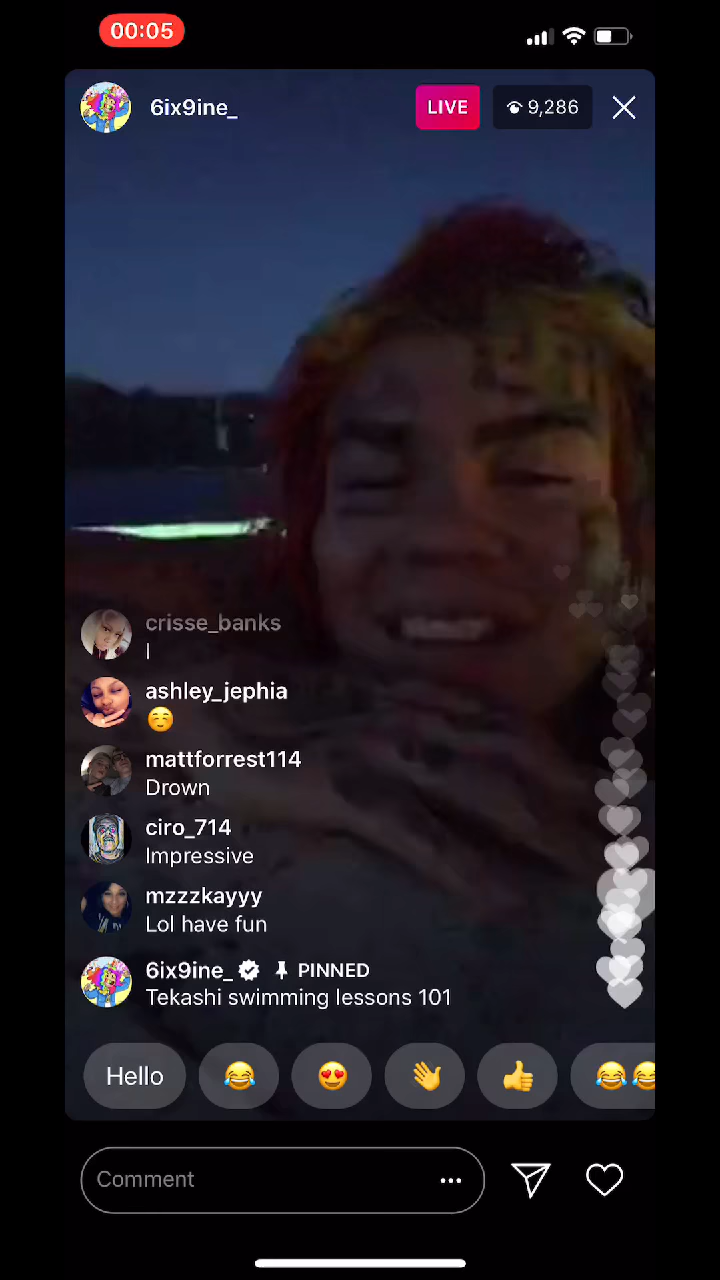 00:05
6ix9ine_
LIVE
9,286
crisse_banks
I
ashley_jephia
☺️
mattforrest114
Drown
ciro_714
Impressive
mzzzkayyy
Lol have fun
6ix9ine_ PINNED
Tekashi swimming lessons 101
Hello 😂 😍 👋 👍 😂😂
Comment